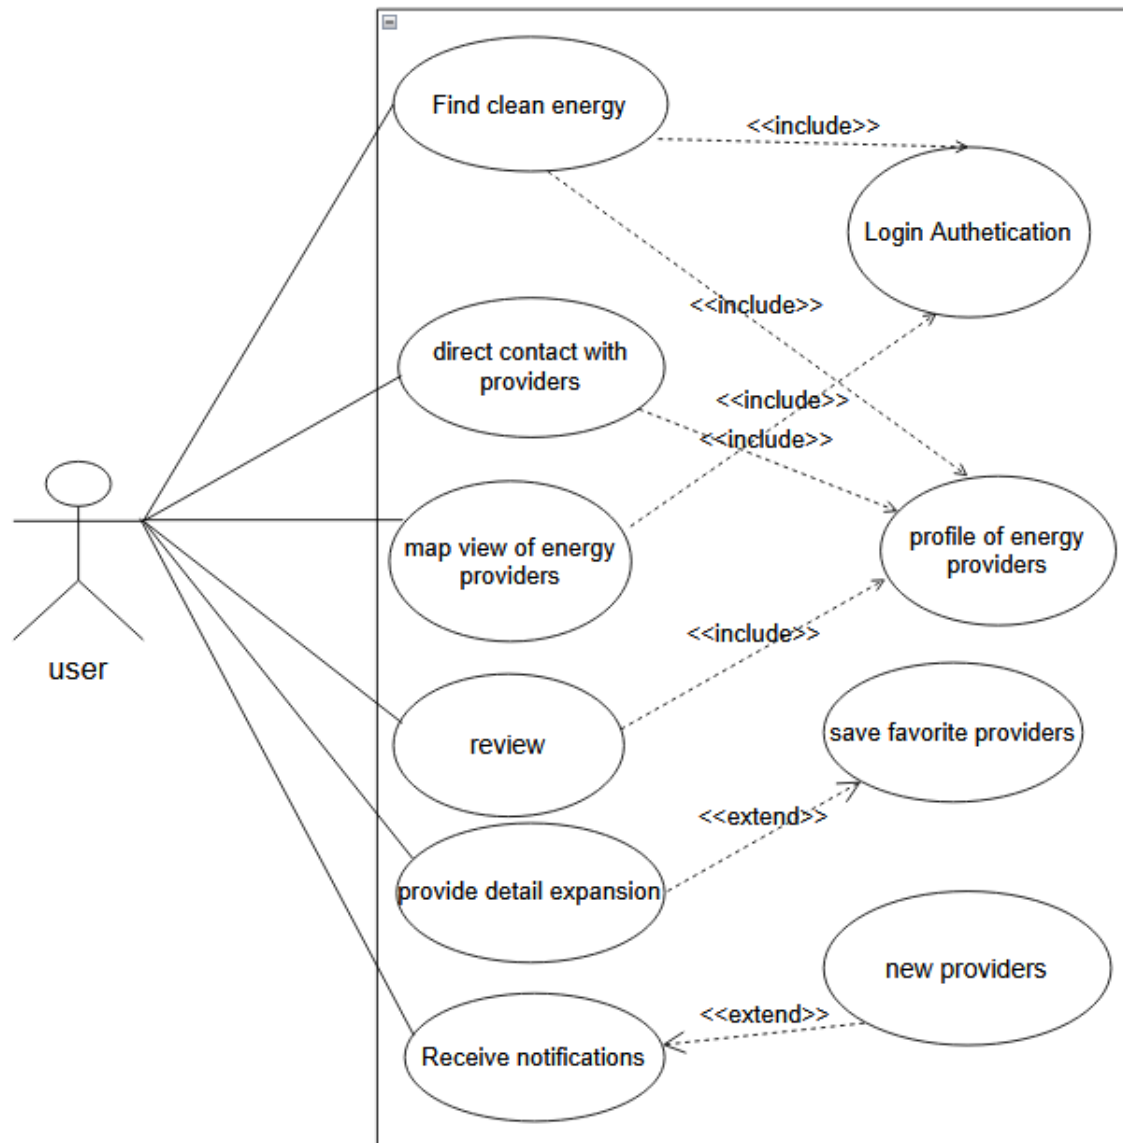 Find clean energy
<<include>>
Login Authetication
<<include>>
direct contact with
providers
<<include>>
<<include>>
map view of energy
providers
profile of energy
providers
<<include>>
user
review
save favorite providers
<<extend>>
provide detail expansion
new providers
<<extend>>
Receive notifications